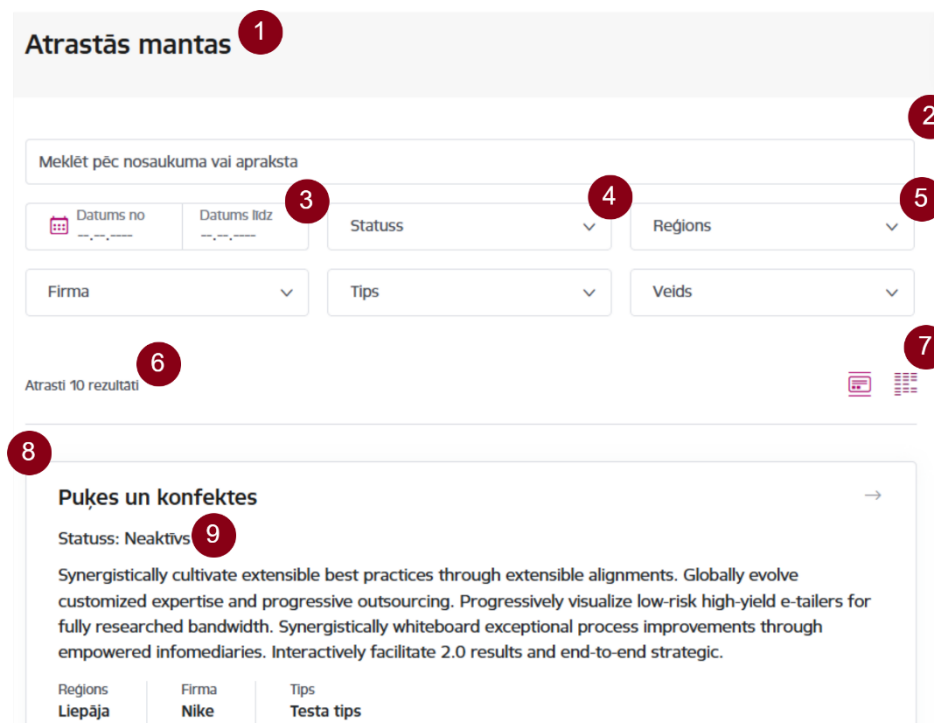 Atrastās mantas 1
2
Meklēt pēc nosaukuma vai apraksta
3 4 5
Datums no Datums līdz Statuss Reģions
--.--.---- --.--.----
Firma Tips Veids
6 7
Atrasti 10 rezultāti
8
Puķes un konfektes
Statuss: Neaktīvs 9
Synergistically cultivate extensible best practices through extensible alignments. Globally evolve
customized expertise and progressive outsourcing. Progressively visualize low-risk high-yield e-tailers for
fully researched bandwidth. Synergistically whiteboard exceptional process improvements through
empowered infomediaries. Interactively facilitate 2.0 results and end-to-end strategic.
Reģions Firma Tips
Liepāja Nike Testa tips